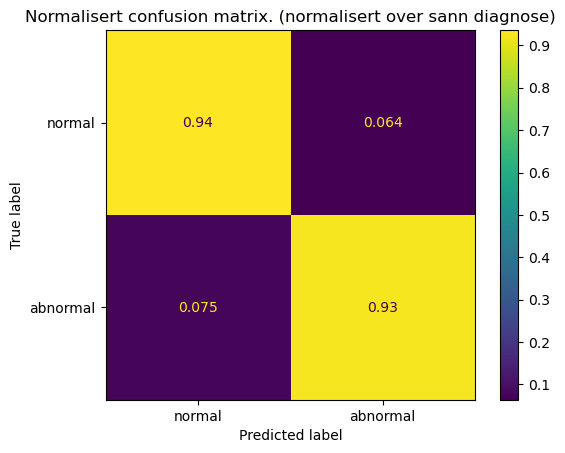 Normalisert confusion matrix. (normalisert over sann diagnose)
True label
normal
abnormal
0.94
0.064
0.075
0.93
normal
abnormal
Predicted label
0.9
0.8
0.7
0.6
0.5
0.4
0.3
0.2
0.1